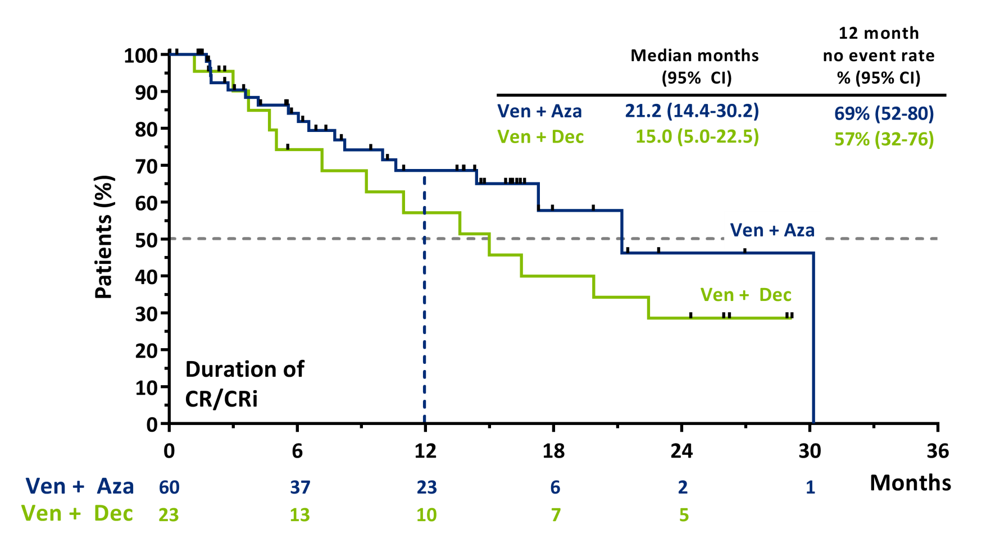 12 month
Median months no event rate
(95% CI) % (95% CI)
Ven + Aza 21.2 (14.4-30.2) 69% (52-80)
Ven + Dec 15.0 (5.0-22.5) 57% (32-76)
Patients (%)
100
90
80
70
60
50
40
30
20
10
0
Ven + Aza
Ven + Dec
Duration of
CR/CRi
0 6 12 18 24 30 36
Months
Ven + Aza 60 37 23 6 2 1
Ven + Dec 23 13 10 7 5